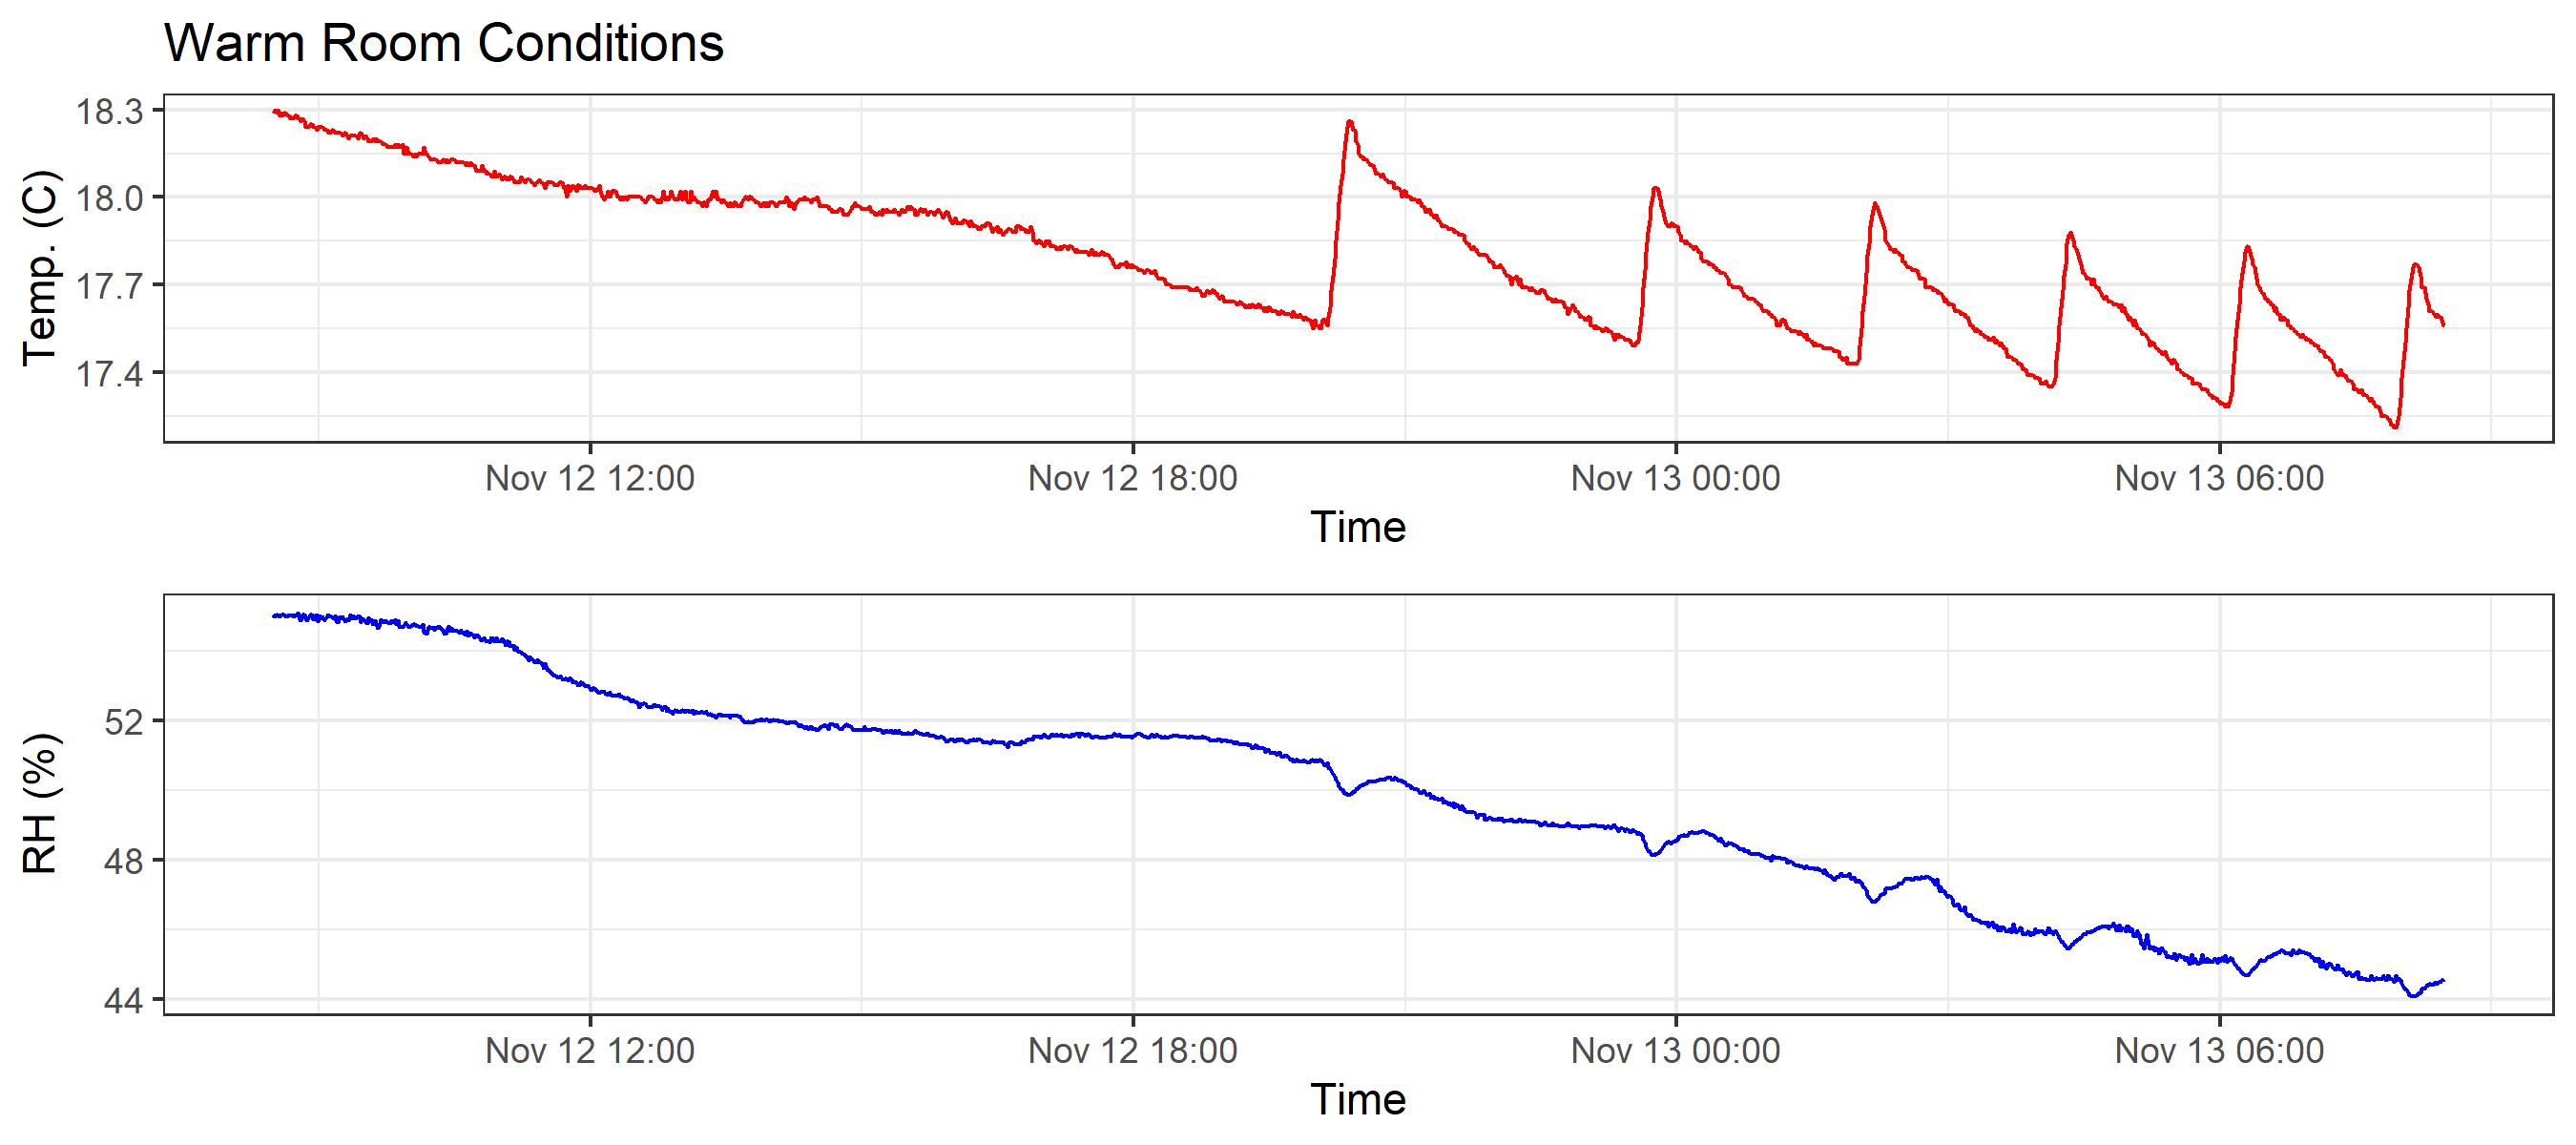 Warm Room Conditions
18.3
18.0
17.7
17.4
Temp. (C)
Nov 12 12:00 Nov 12 18:00 Nov 13 00:00 Nov 13 06:00
Time
52
48
44
RH (%)
Nov 12 12:00 Nov 12 18:00 Nov 13 00:00 Nov 13 06:00
Time